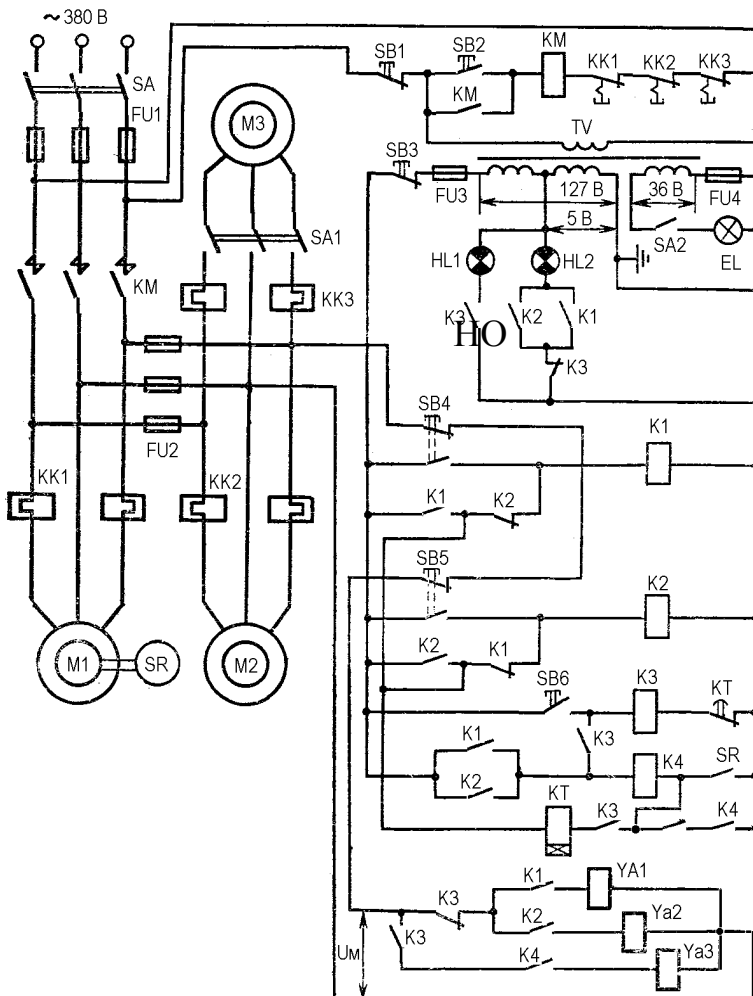 ~ 380 В
SA
FU1
M3
SB1
SB2
KM
KK1
KK2
KK3
KM
TV
SB3
FU3
127 В
36 В
FU4
5 В
SA2
EL
SA1
HL1
HL2
KM
KK3
K3
НО
K2
K1
K3
FU2
SB4
K1
KK1
KK2
K1
K2
SB5
K2
M1
SR
M2
K2
K1
SB6
K3
KT
K1
K3
K4
SR
K2
KT
K3
K4
K1
YA1
K3
K2
Ya2
K3
Uм
K4
Ya3